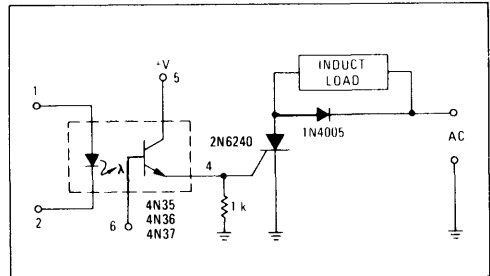 INDUCT
LOAD
+V
5
1
1N4005
AC
2N6240
λ
4
1 k
2
6
4N35
4N36
4N37